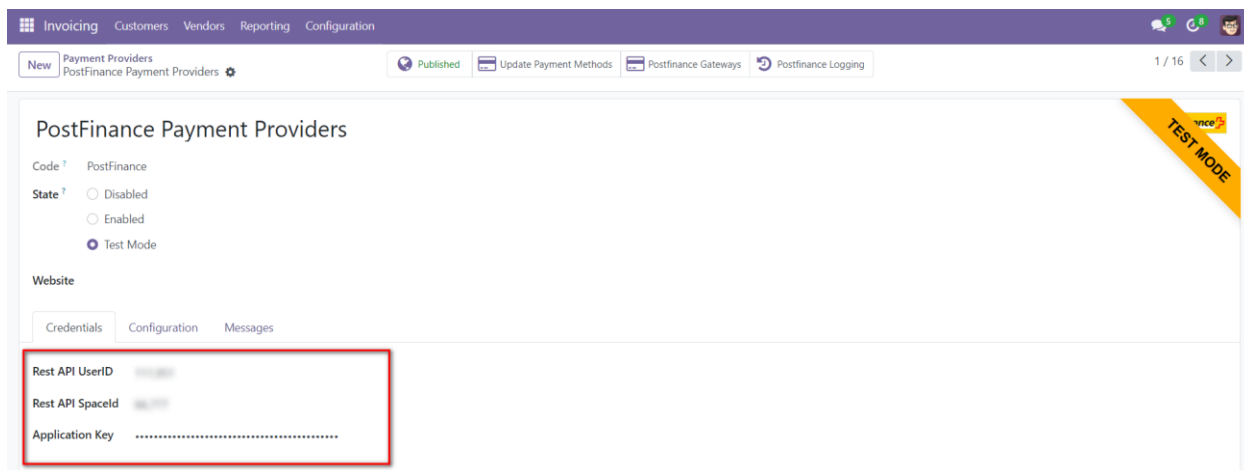 Invoicing Customers Vendors Reporting Configuration 5 8
New Payment Providers Published Update Payment Methods Postfinance Gateways Postfinance Logging 1 / 16
PostFinance Payment Providers
PostFinance Payment Providers
TEST MODE
Code ? PostFinance
State ? Disabled
Enabled
Test Mode
Website
Credentials Configuration Messages
Rest API UserID
Rest API SpaceId
Application Key